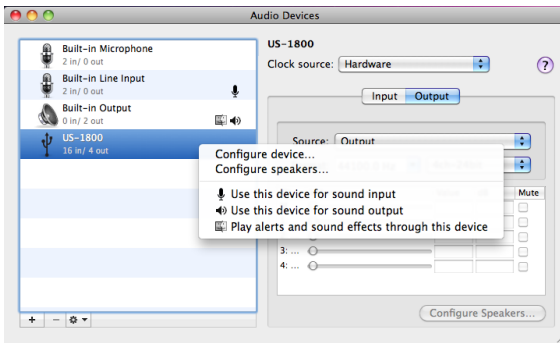 Audio Devices
Built-in Microphone
2 in/ 0 out
Built-in Line Input
2 in/ 0 out
Built-in Output
0 in/ 2 out
US-1800
16 in/ 4 out
US-1800
Clock source: Hardware
?
Input Output
Source: Output
Configure device...
Configure speakers...
Use this device for sound input
Use this device for sound output
Play alerts and sound effects through this device
Mute
3: ...
4: ...
Configure Speakers...
+ −